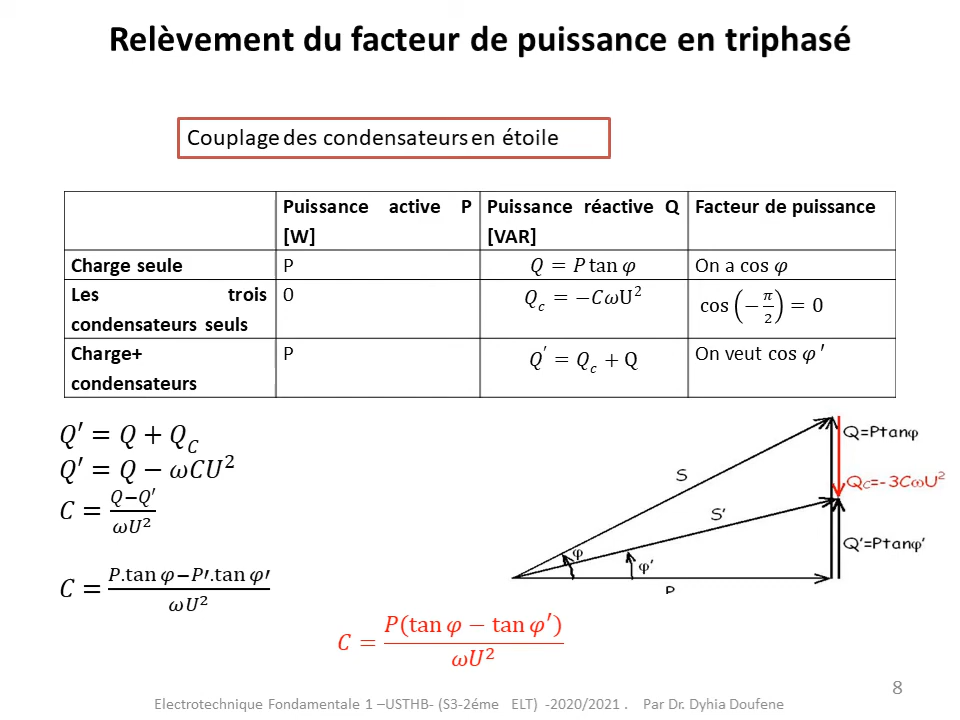 Relèvement du facteur de puissance en triphasé
Couplage des condensateurs en étoile
Puissance active P [W]
Puissance réactive Q [VAR]
Facteur de puissance
Charge seule
P
Q = P tan φ
On a cos φ
Les trois condensateurs seuls
0
Q_c = −CωU²
cos(−π/2) = 0
Charge+ condensateurs
P
Q′ = Q_c + Q
On veut cos φ ′
Q′ = Q + Q_C
Q′ = Q − ωCU²
C = (Q−Q′)/(ωU²)
C = (P.tan φ−P′.tan φ′)/(ωU²)
C = P(tan φ − tan φ′)/(ωU²)
Q=Ptanφ
S
Qc=-3CωU²
S'
Q'=Ptanφ'
φ
φ'
P
8
Electrotechnique Fondamentale 1 –USTHB- (S3-2éme ELT) -2020/2021 . Par Dr. Dyhia Doufene